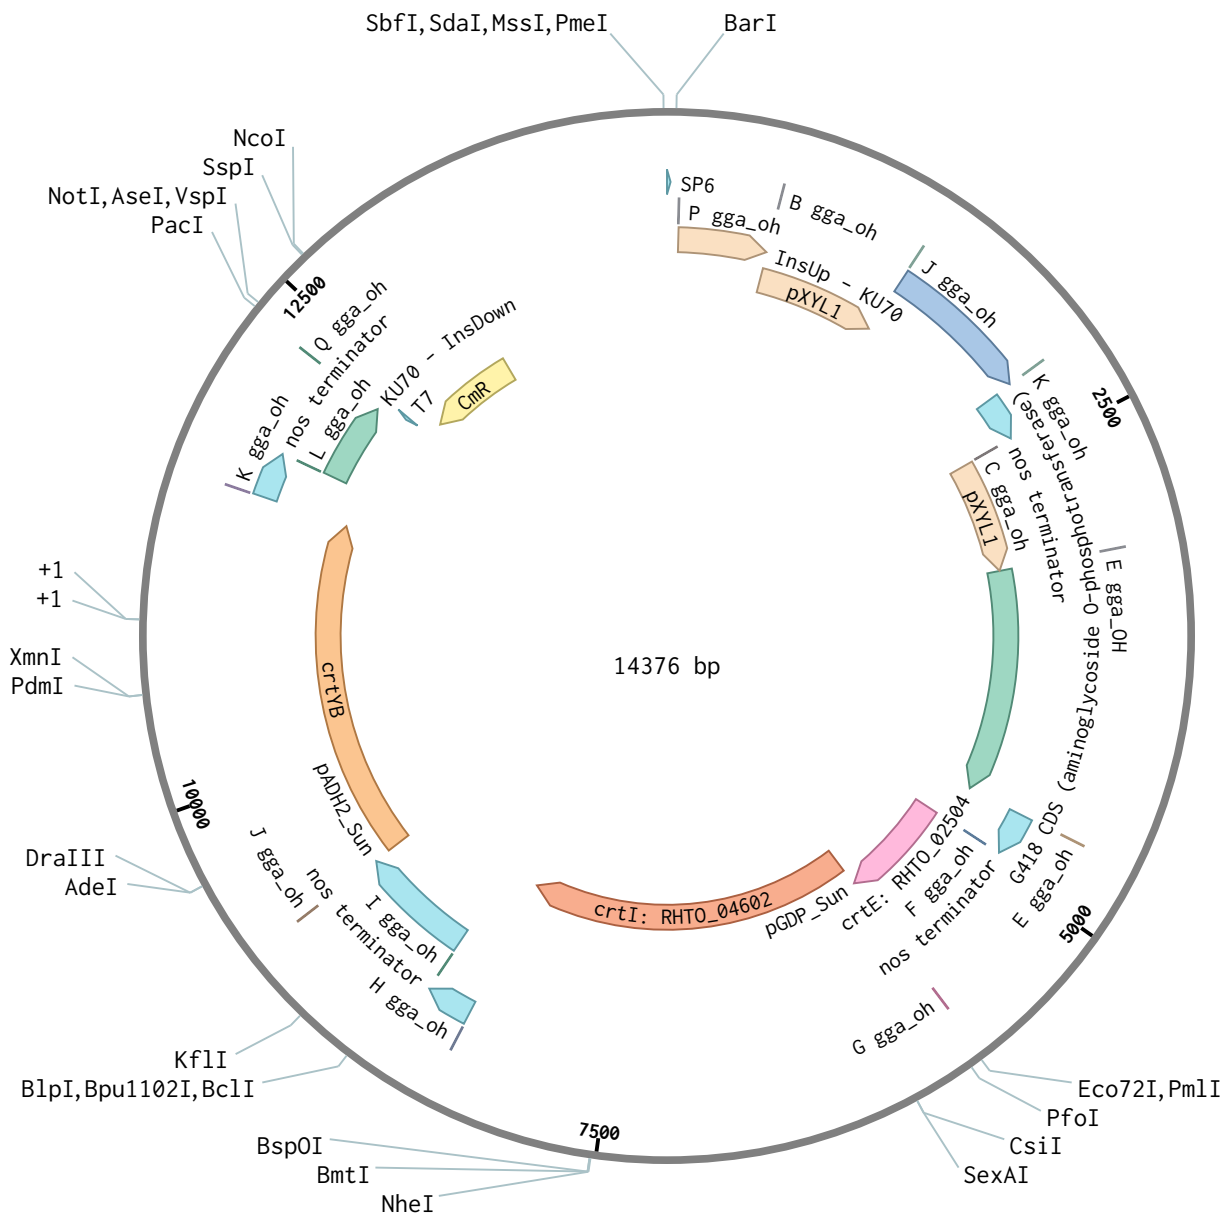 SbfI,SdaI,MssI,PmeI
BarI
NcoI
SspI
NotI,AseI,VspI
PacI
12500
SP6
P gga_oh
B gga_oh
InsUp - KU70
pXYL1
J gga_oh
K gga_oh
2500
nos terminator
C gga_oh
pXYL1
E gga_OH
G418 CDS (aminoglycoside O-phosphotransferase)
E gga_oh
5000
nos terminator
F gga_oh
crtE: RHTO_02504
pGDP_Sun
G gga_oh
crtI: RHTO_04602
Eco72I,PmlI
PfoI
CsiI
SexAI
7500
BspOI
BmtI
NheI
KflI
BlpI,Bpu1102I,BclI
H gga_oh
nos terminator
I gga_oh
J gga_oh
pADH2_Sun
crtYB
10000
DraIII
AdeI
XmnI
PdmI
+1
+1
K gga_oh
nos terminator
Q gga_oh
L gga_oh
KU70 - InsDown
T7
CmR
14376 bp